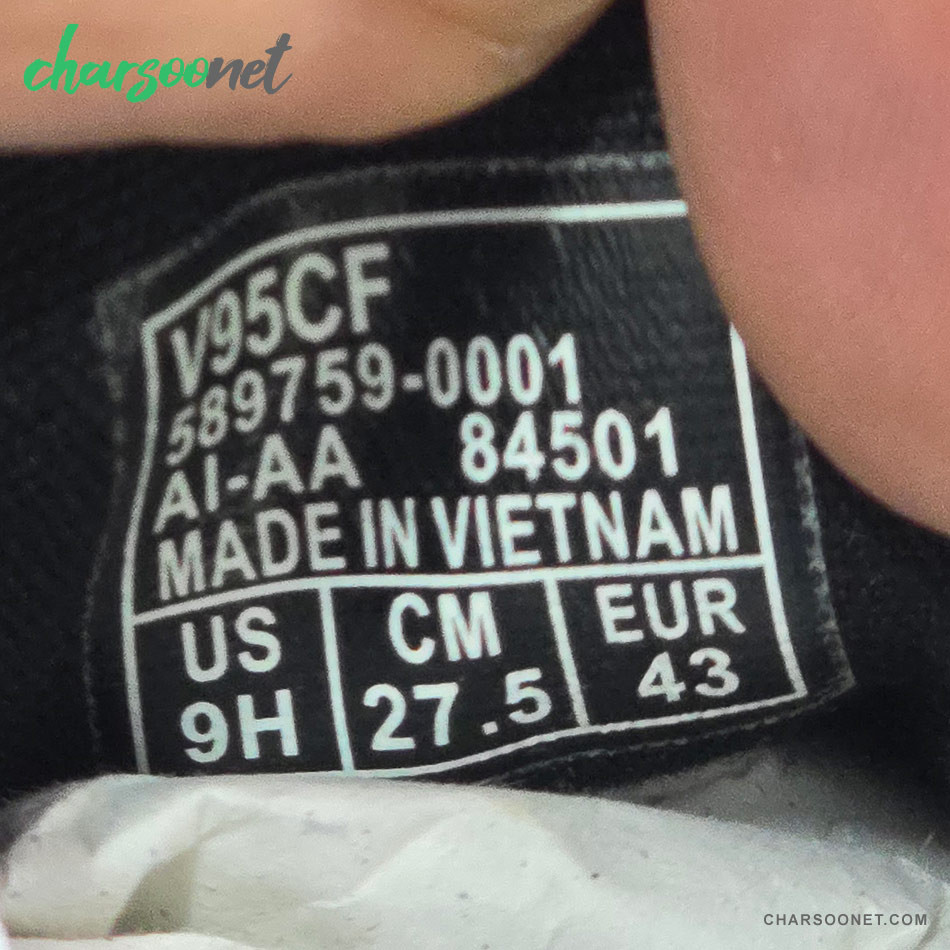 charsoonet
V95CF
589759-0001
AI-AA 84501
MADE IN VIETNAM
US CM EUR
9H 27.5 43
CHARSOONET.COM